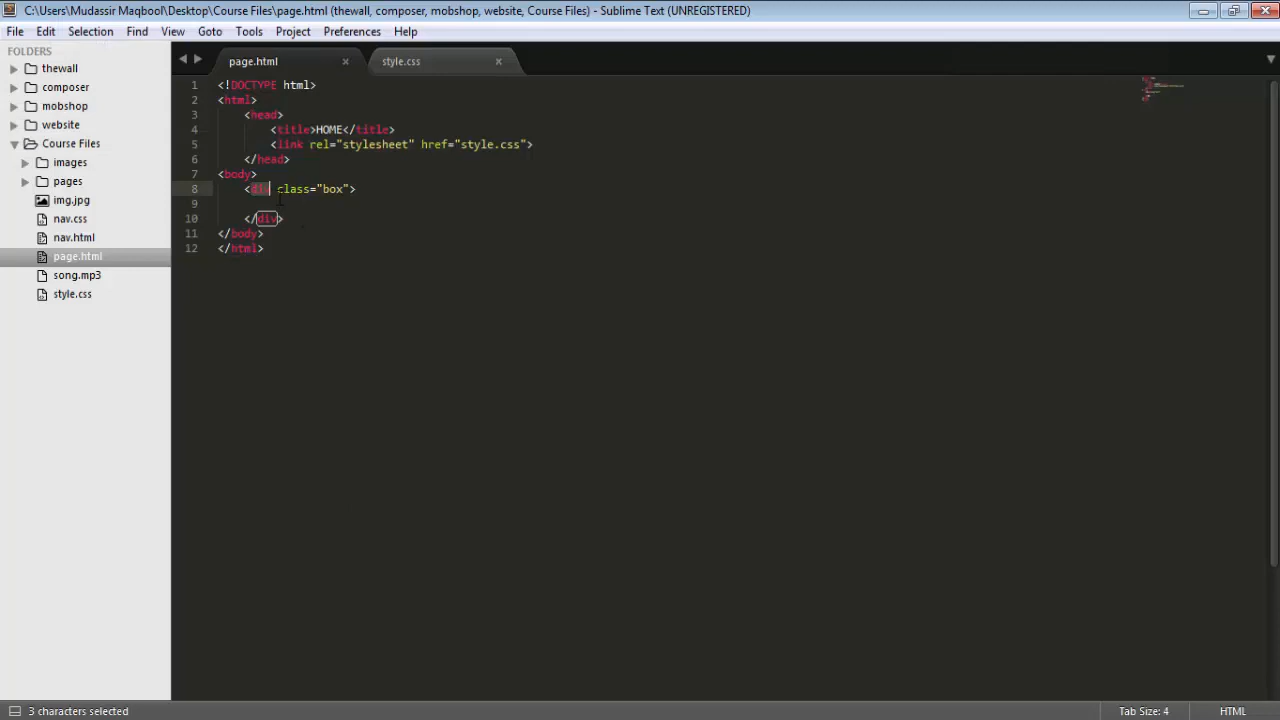 C:\Users\Mudassir Maqbool\Desktop\Course Files\page.html (thewall, composer, mobshop, website, Course Files) - Sublime Text (UNREGISTERED)
File Edit Selection View Find Goto Tools Project Preferences Help
FOLDERS
thewall
composer
mobshop
website
Course Files
images
pages
img.jpg
nav.css
nav.html
page.html
song.mp3
style.css
page.html style.css
1 <!DOCTYPE html>
2 <html>
3 <head>
4 <title>HOME</title>
5 <link rel="stylesheet" href="style.css">
6 </head>
7 <body>
8 <div class="box">
9
10 </div>
11 </body>
12 </html>
3 characters selected Tab Size: 4 HTML